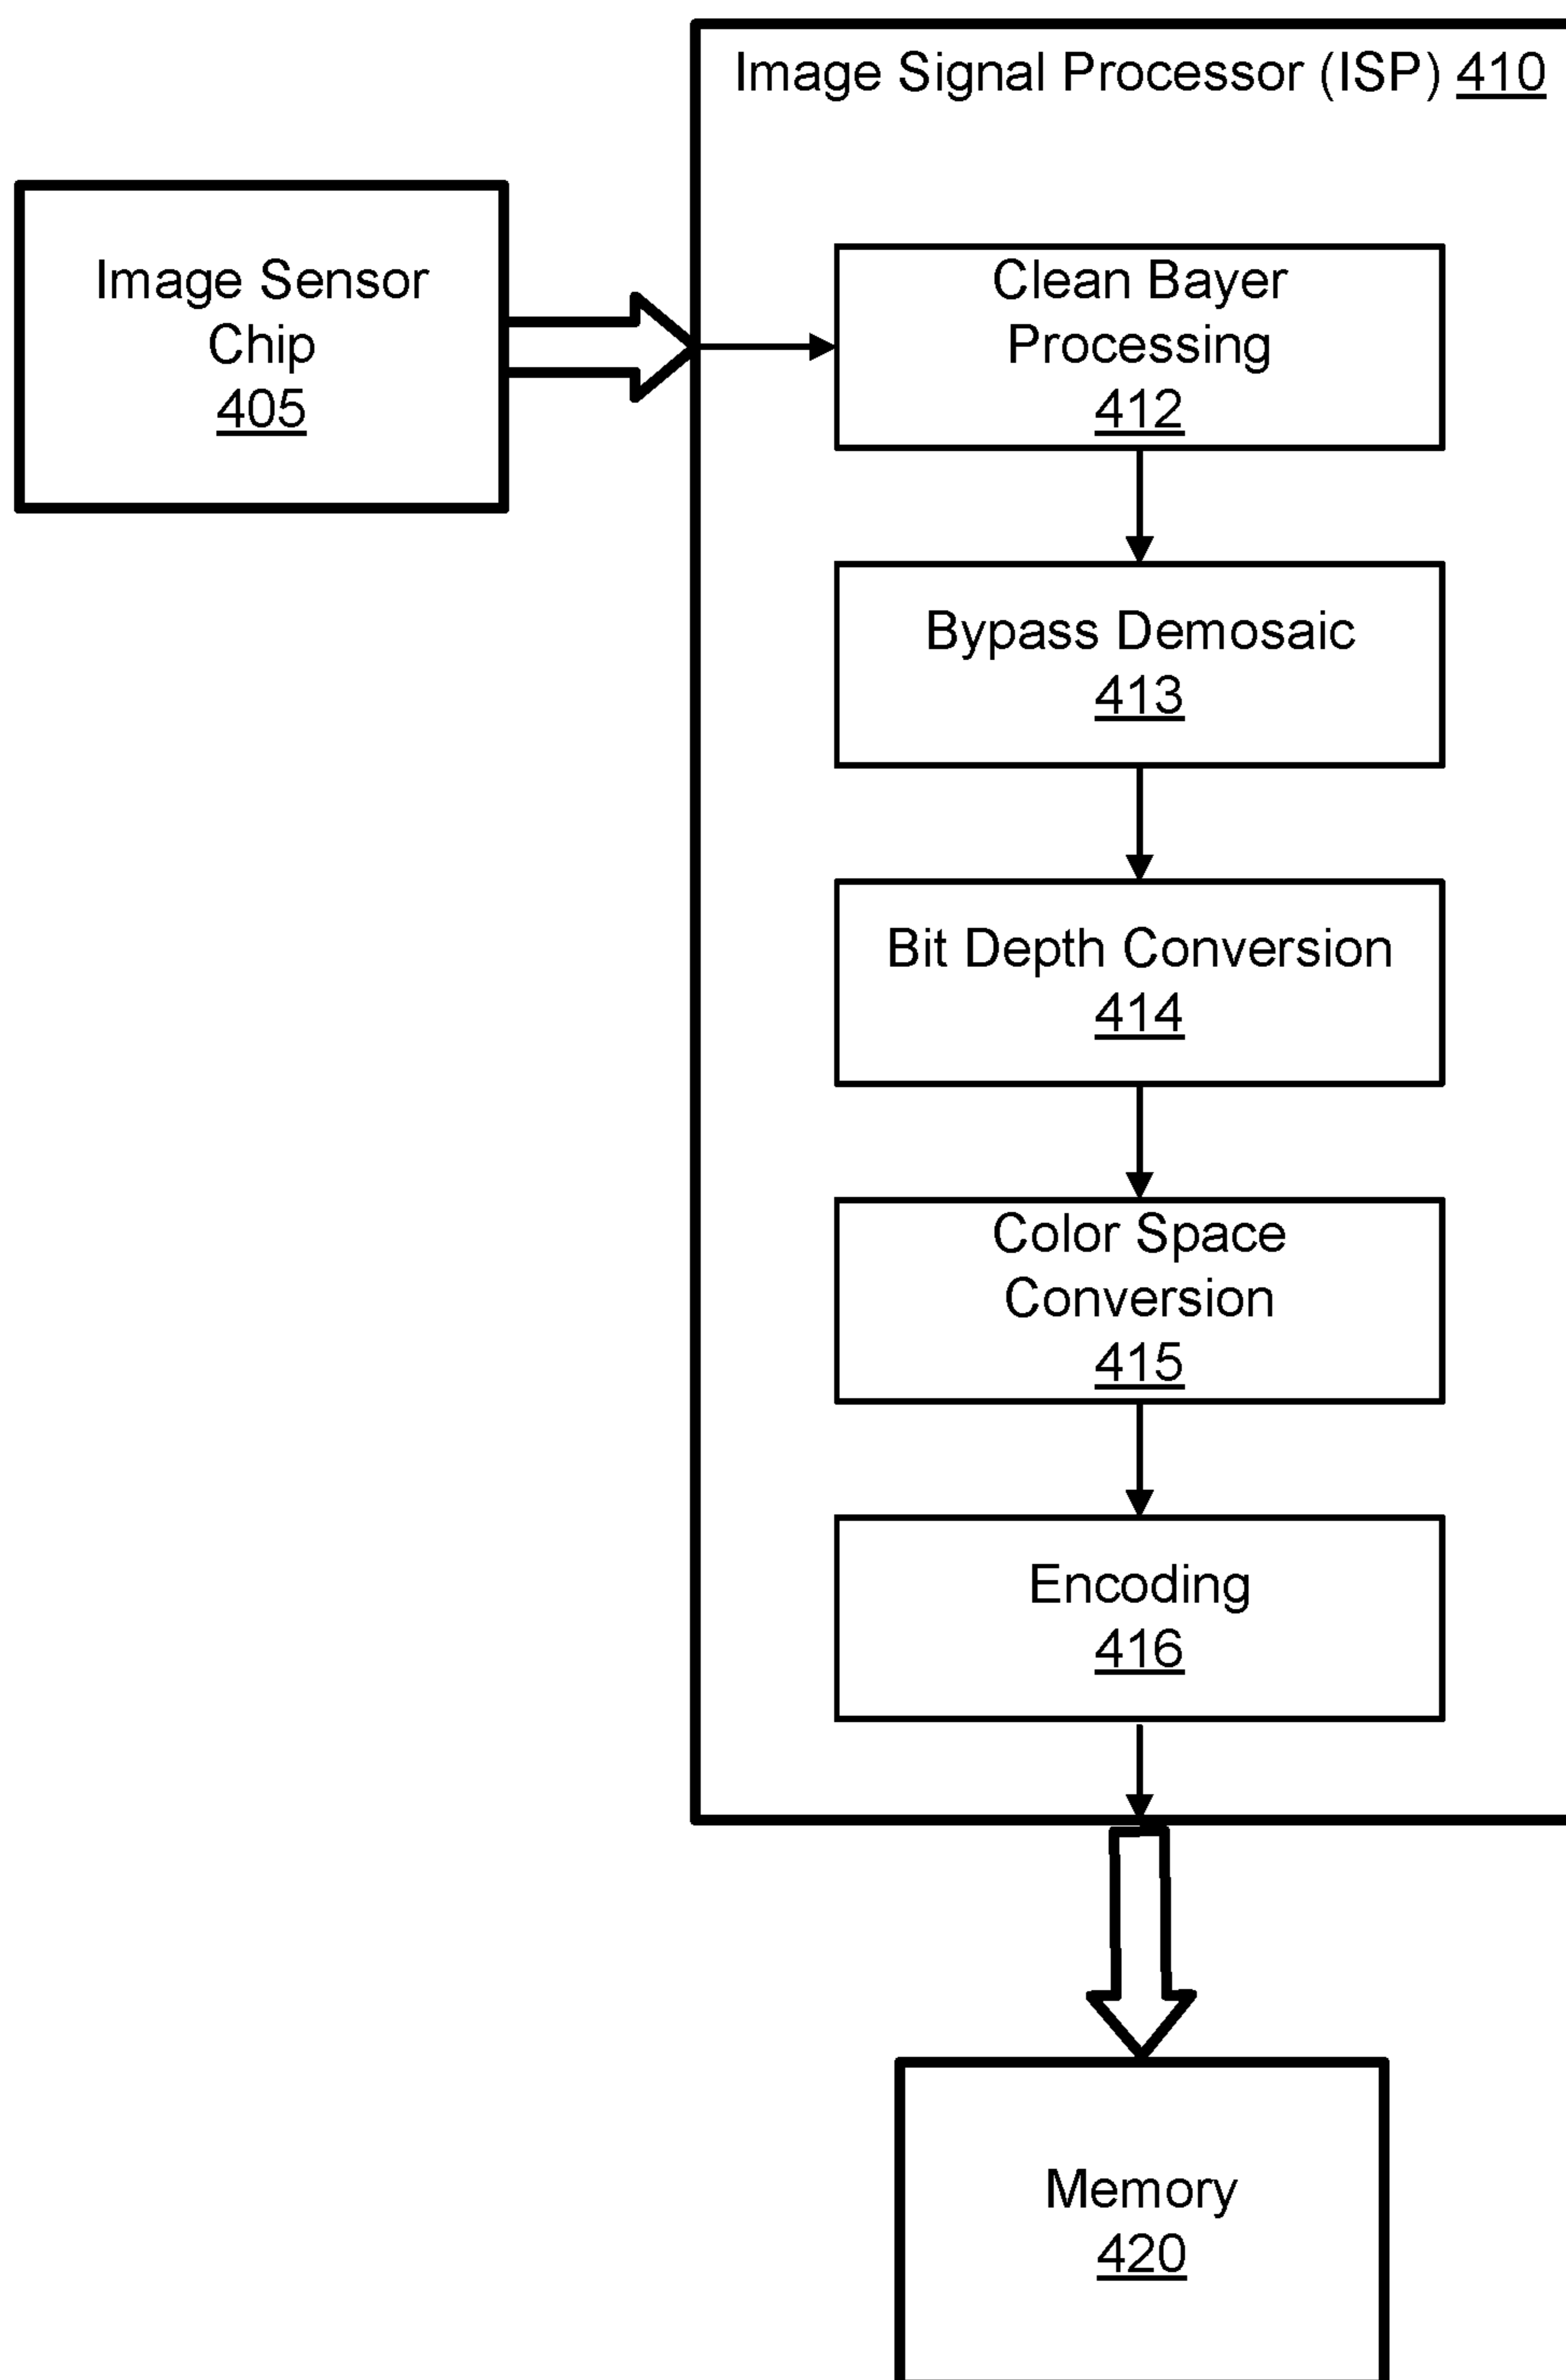 Image Signal Processor (ISP) 410
Image Sensor
Chip
405
Clean Bayer
Processing
412
Bypass Demosaic
413
Bit Depth Conversion
414
Color Space
Conversion
415
Encoding
416
Memory
420